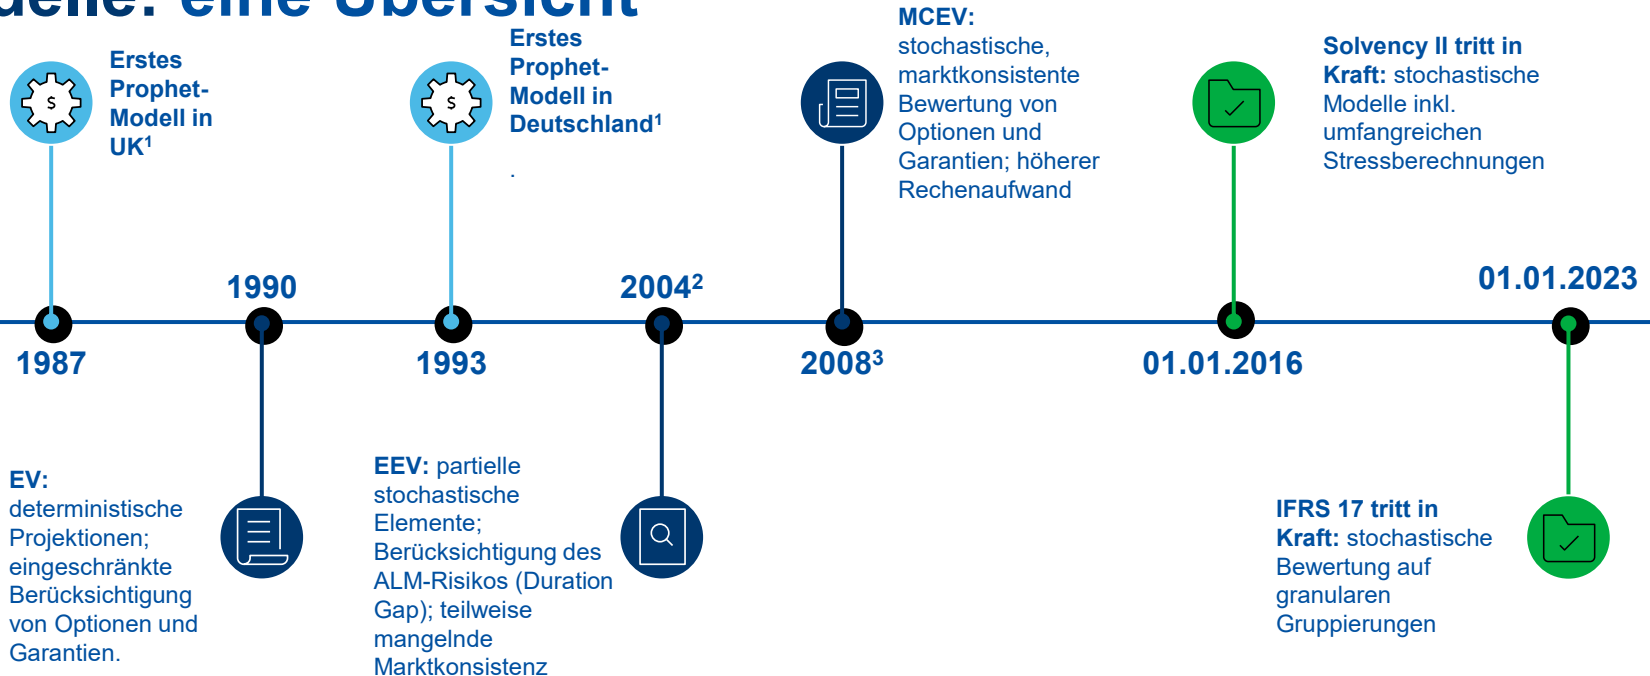 delle: eine Übersicht
Erstes
Prophet-
Modell in
UK¹
Erstes
Prophet-
Modell in
Deutschland¹
.
MCEV:
stochastische,
marktkonsistente
Bewertung von
Optionen und
Garantien; höherer
Rechenaufwand
Solvency II tritt in
Kraft: stochastische
Modelle inkl.
umfangreichen
Stressberechnungen
1990
2004²
01.01.2023
1987
1993
2008³
01.01.2016
EV:
deterministische
Projektionen;
eingeschränkte
Berücksichtigung
von Optionen und
Garantien.
EEV: partielle
stochastische
Elemente;
Berücksichtigung des
ALM-Risikos (Duration
Gap); teilweise
mangelnde
Marktkonsistenz
IFRS 17 tritt in
Kraft: stochastische
Bewertung auf
granularen
Gruppierungen